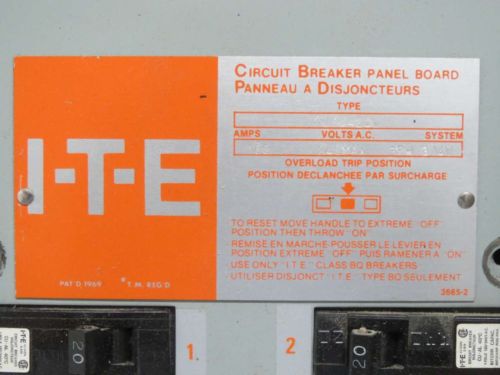 CIRCUIT BREAKER PANEL BOARD
PANNEAU A DISJONCTEURS
TYPE
AMPS VOLTS A.C. SYSTEM
OVERLOAD TRIP POSITION
POSITION DECLANCHEE PAR SURCHARGE
I-T-E
TO RESET MOVE HANDLE TO EXTREME "OFF"
POSITION THEN THROW "ON"
-REMISE EN MARCHE-POUSSER LE LEVIER EN
POSITION EXTREME "OFF" PUIS RAMENER A "ON"
-USE ONLY "I.T.E." CLASS BQ BREAKERS
-UTILISER DISJONCT. "I.T.E." TYPE BQ SEULEMENT
PAT'D 1969 T.M. REG'D
3865-2
1 2
20 20
I-T-E